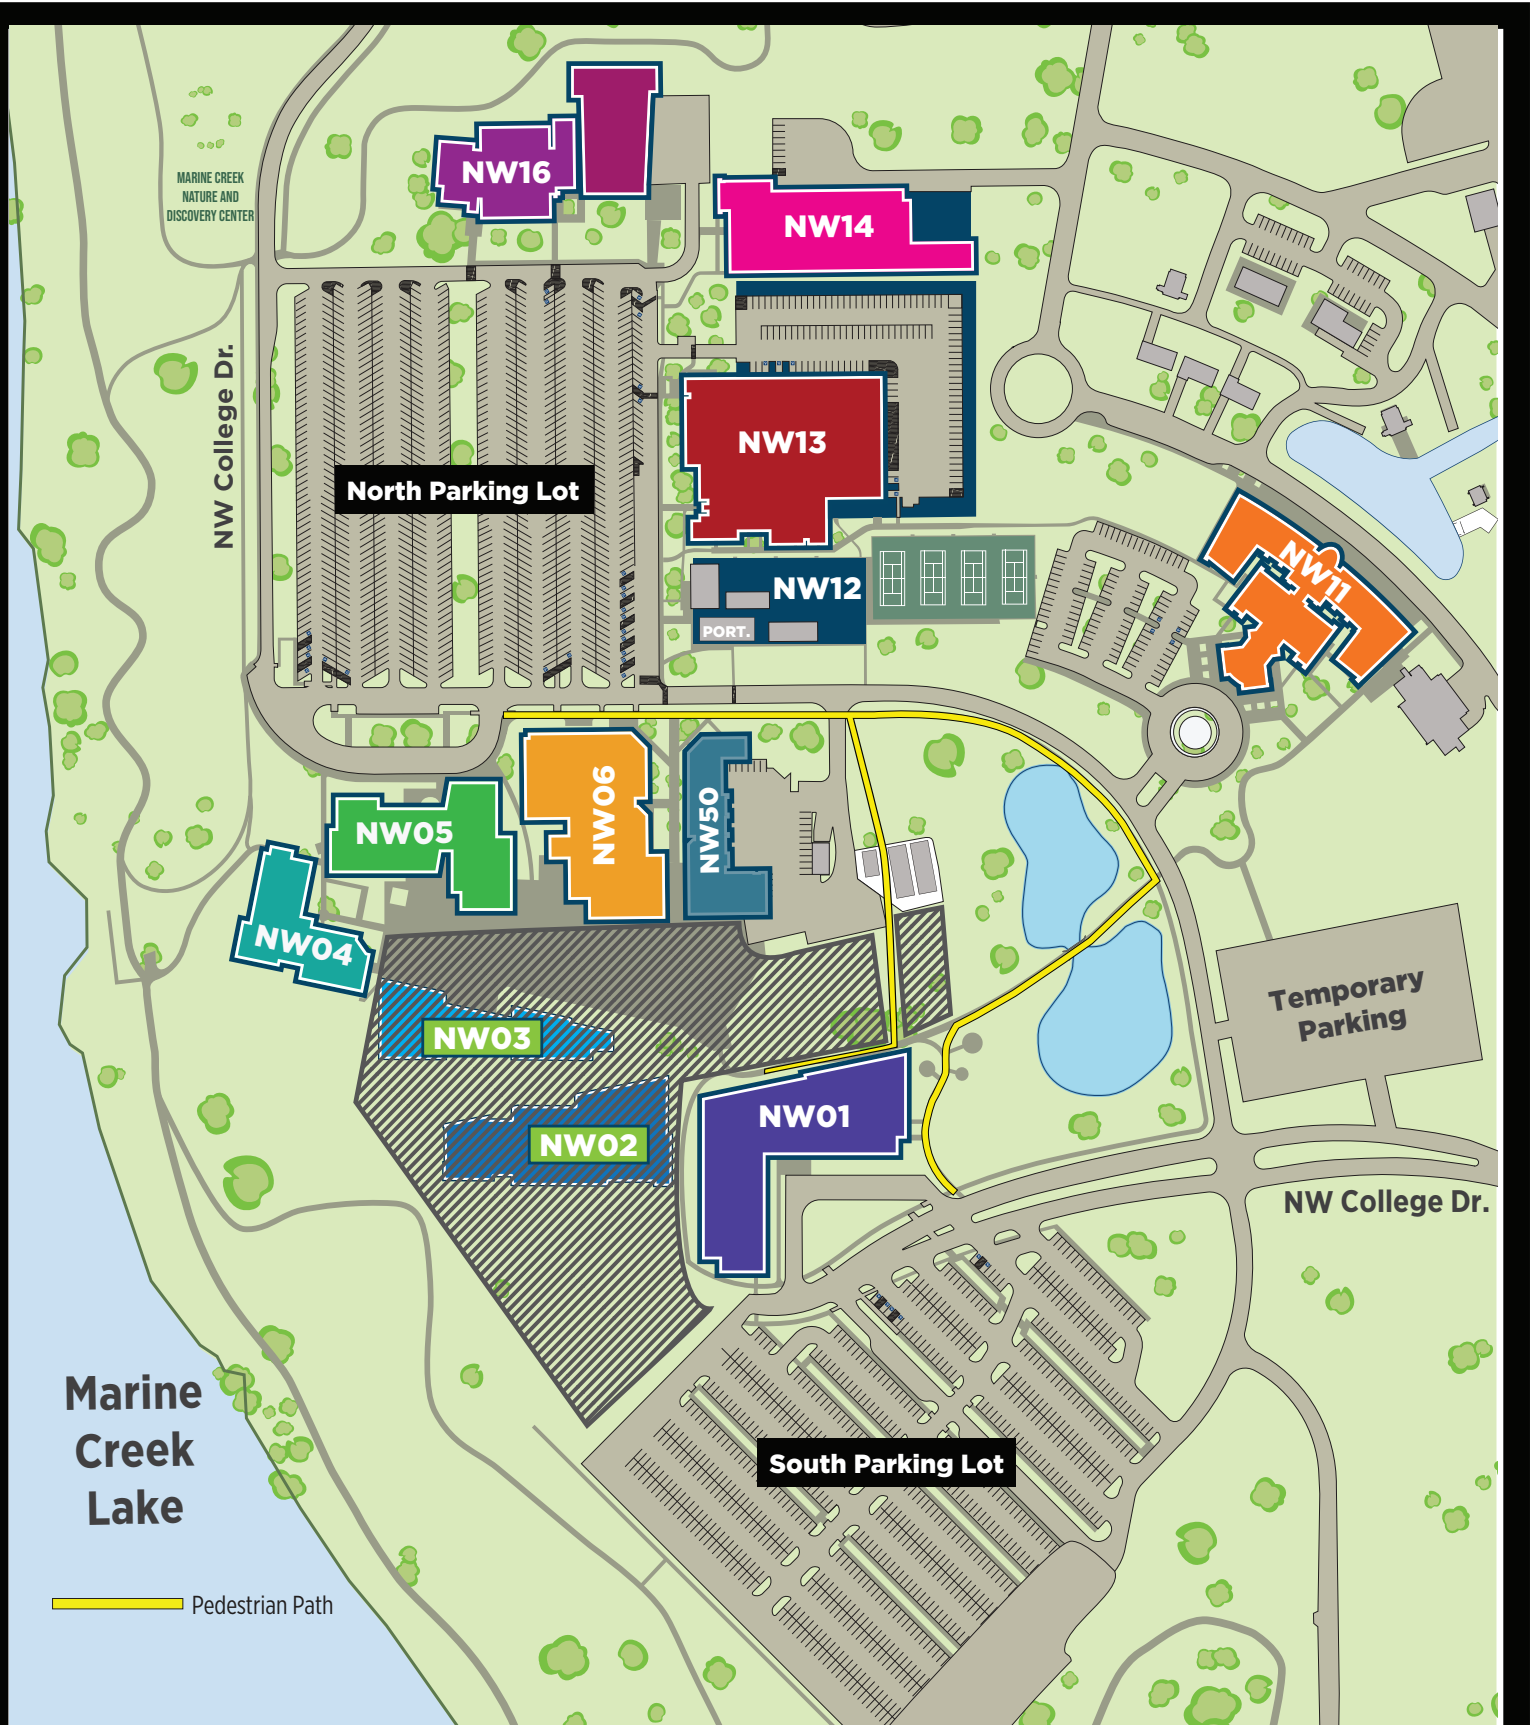 NW16
MARINE CREEK
NATURE AND
DISCOVERY CENTER
NW14
NW College Dr.
NW13
North Parking Lot
NW11
NW12
PORT.
NW06
NW50
NW05
NW04
Temporary
Parking
NW03
NW01
NW02
NW College Dr.
Marine
Creek
Lake
South Parking Lot
Pedestrian Path